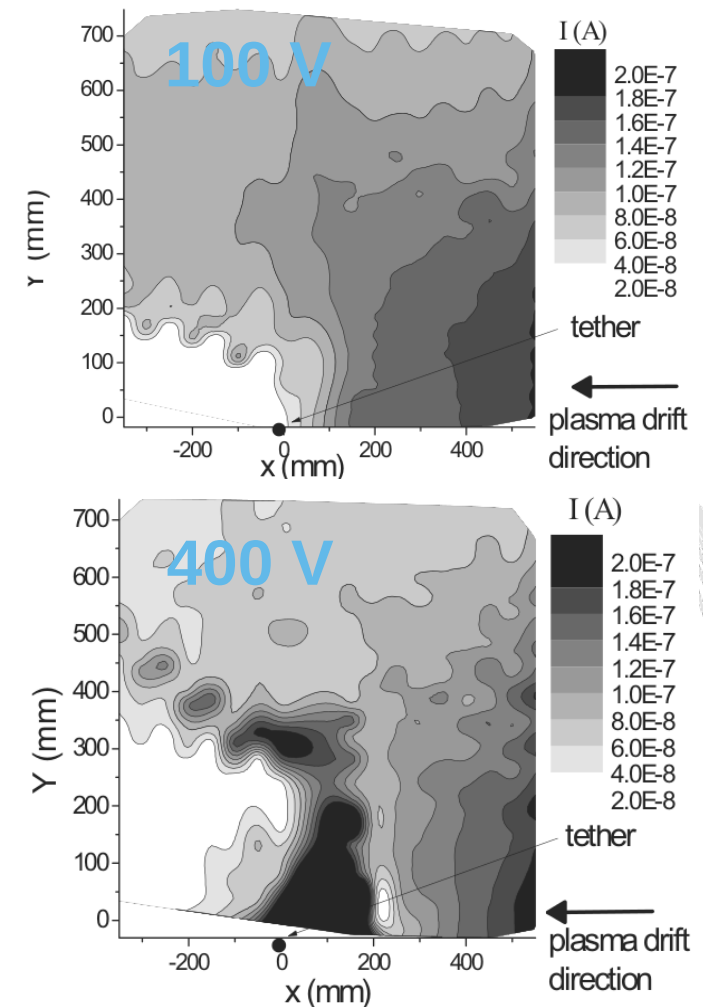 100 V
I (A)
700
600
500
400
300
200
100
0
Y (mm)
2.0E-7
1.8E-7
1.6E-7
1.4E-7
1.2E-7
1.0E-7
8.0E-8
6.0E-8
4.0E-8
2.0E-8
tether
plasma drift
direction
-200 0 200 400
x (mm)
400 V
I (A)
700
600
500
400
300
200
100
0
Y (mm)
2.0E-7
1.8E-7
1.6E-7
1.4E-7
1.2E-7
1.0E-7
8.0E-8
6.0E-8
4.0E-8
2.0E-8
tether
plasma drift
direction
-200 0 200 400
x (mm)